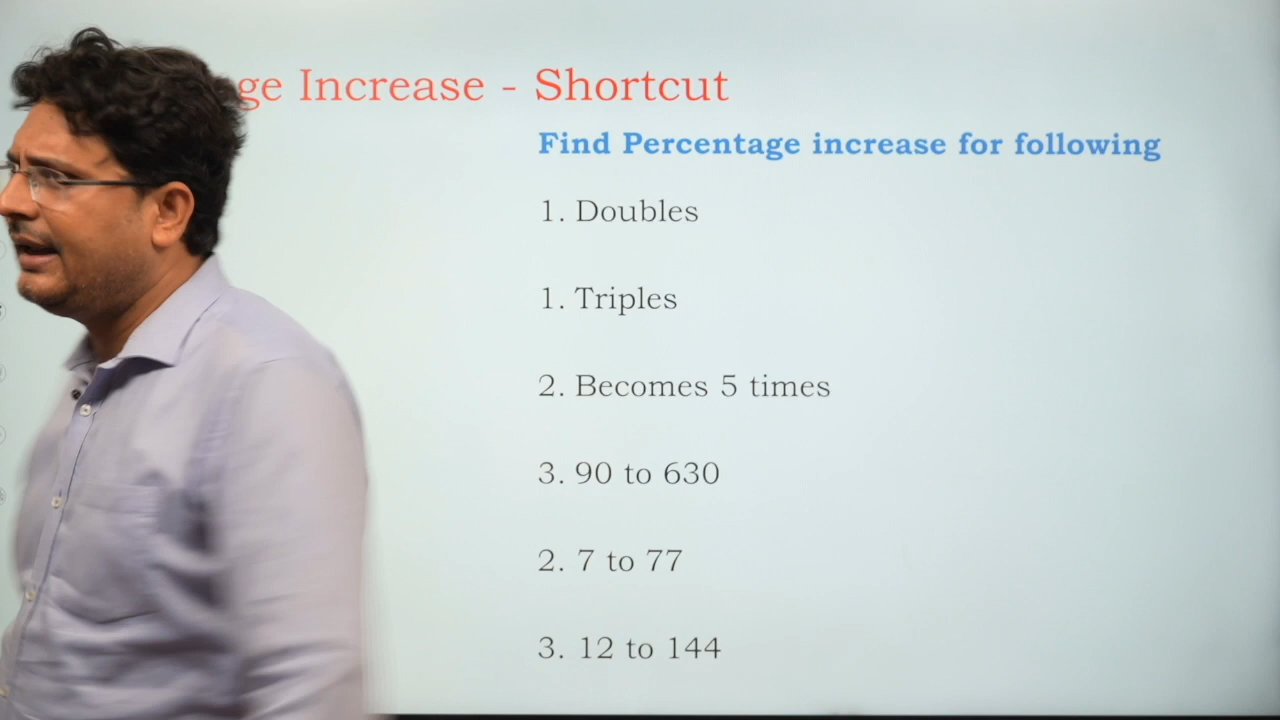 Increase - Shortcut
Find Percentage increase for following
1. Doubles
1. Triples
2. Becomes 5 times
3. 90 to 630
2. 7 to 77
3. 12 to 144